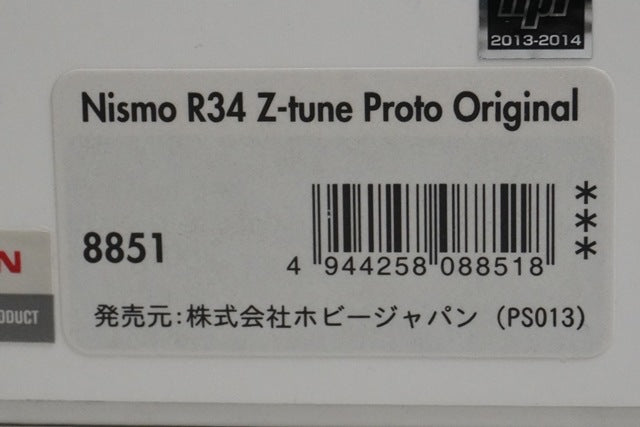 hpi
2013-2014
Nismo R34 Z-tune Proto Original
8851
***
4 944258 088518
N
ODUCT
発売元:株式会社ホビージャパン (PS013)